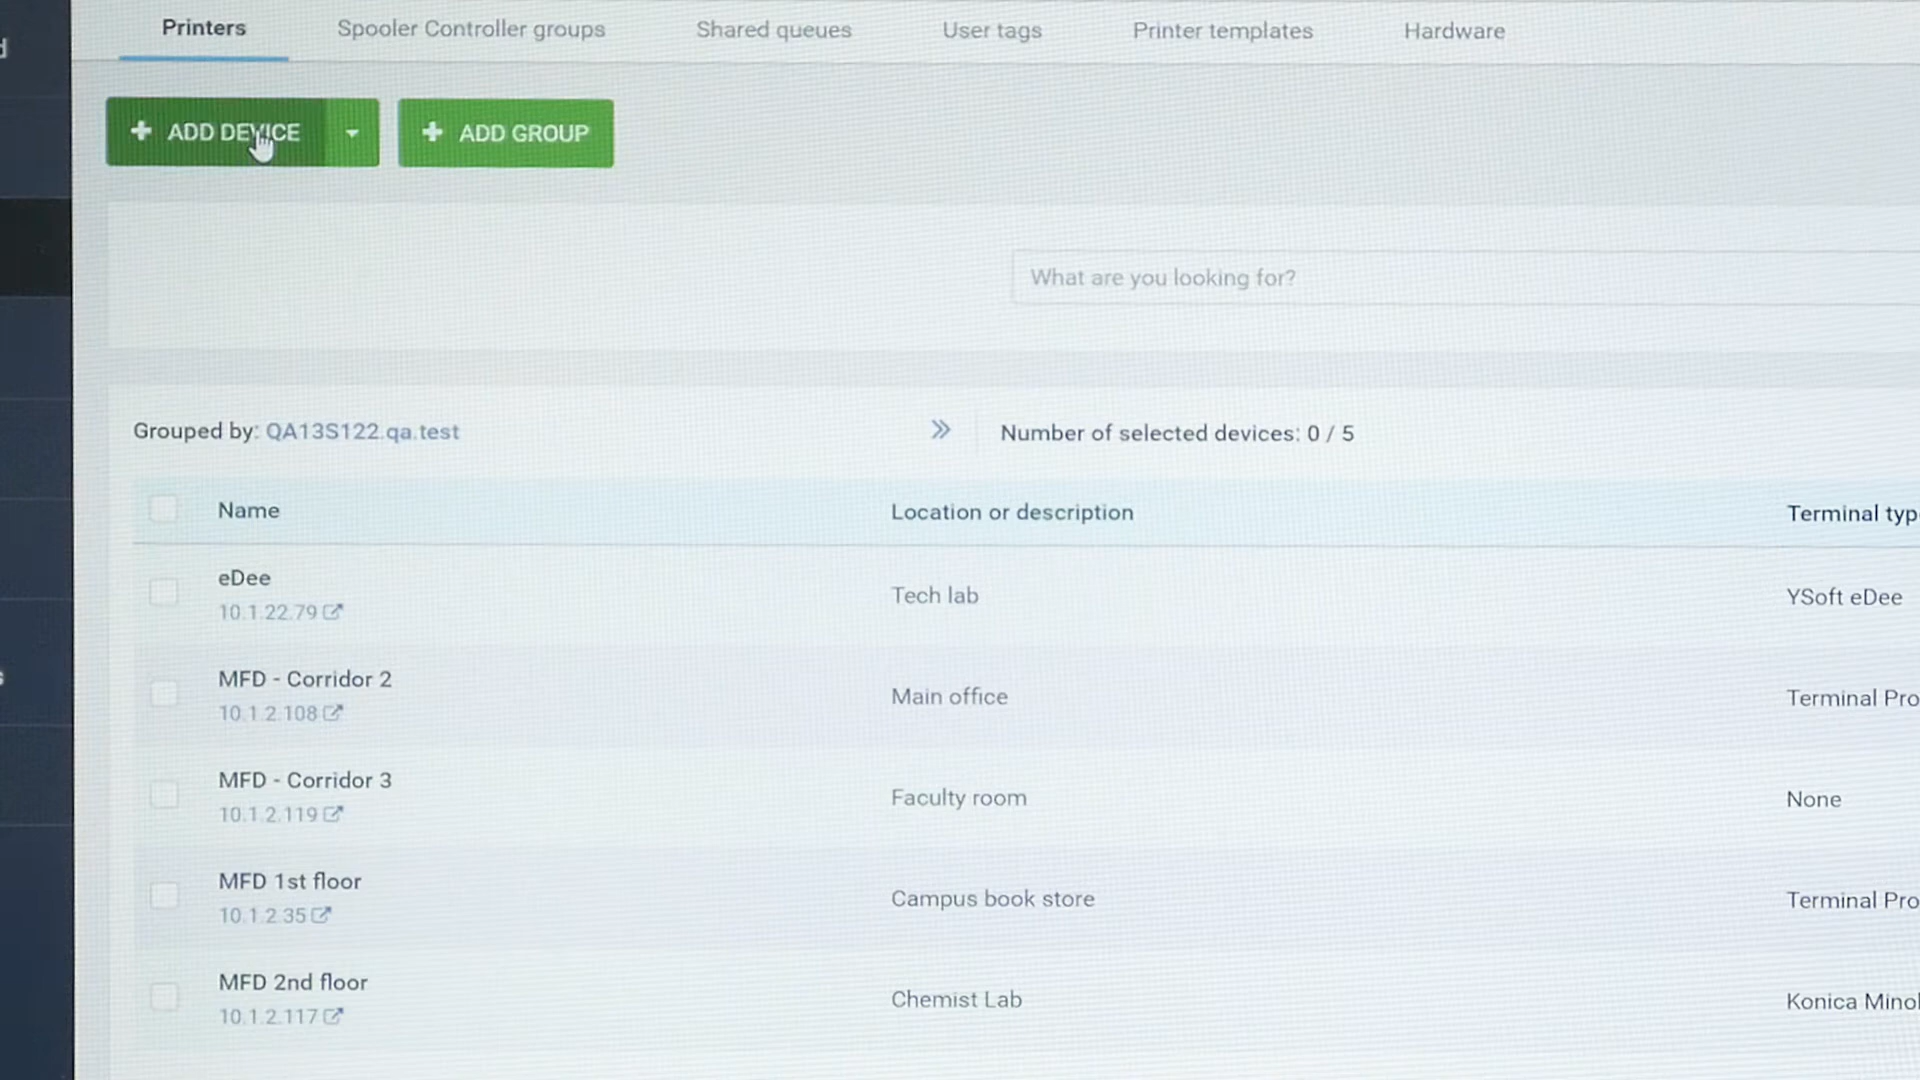 Printers Spooler Controller groups Shared queues User tags Printer templates Hardware
ADD DEVICE ADD GROUP
What are you looking for?
Grouped by: QA13S122.qa.test Number of selected devices: 0 / 5
Name Location or description Terminal typ
eDee
10.1.22.79
Tech lab YSoft eDee
MFD - Corridor 2
10.1.2.108
Main office Terminal Pro
MFD - Corridor 3
10.1.2.119
Faculty room None
MFD 1st floor
10.1.2.35
Campus book store Terminal Pro
MFD 2nd floor
10.1.2.117
Chemist Lab Konica Minol